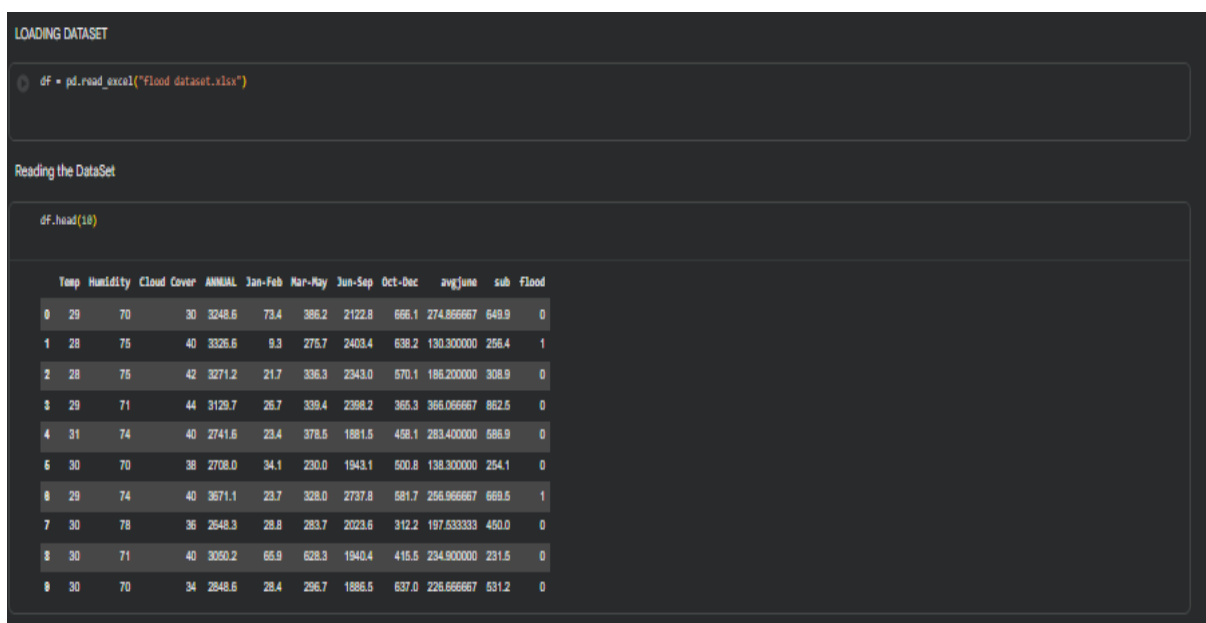 LOADING DATASET
df = pd.read_excel("flood dataset.xlsx")
Reading the DataSet
df.head(10)
Temp Humidity Cloud Cover ANNUAL Jan-Feb Mar-May Jun-Sep Oct-Dec avgjune sub flood
0 29 70 30 3248.6 73.4 386.2 2122.8 666.1 274.866667 649.9 0
1 28 75 40 3326.6 9.3 275.7 2403.4 638.2 130.300000 256.4 1
2 28 75 42 3271.2 21.7 336.3 2343.0 570.1 186.200000 308.9 0
3 29 71 44 3129.7 26.7 339.4 2398.2 365.3 366.066667 862.5 0
4 31 74 40 2741.6 23.4 378.5 1881.5 458.1 283.400000 586.9 0
5 30 70 38 2708.0 34.1 230.0 1943.1 500.8 138.300000 254.1 0
6 29 74 40 3671.1 23.7 328.0 2737.8 581.7 256.966667 669.5 1
7 30 78 36 2648.3 28.8 283.7 2023.6 312.2 197.533333 450.0 0
8 30 71 40 3050.2 65.9 628.3 1940.4 415.5 234.900000 231.5 0
9 30 70 34 2848.6 28.4 296.7 1886.5 637.0 226.666667 531.2 0